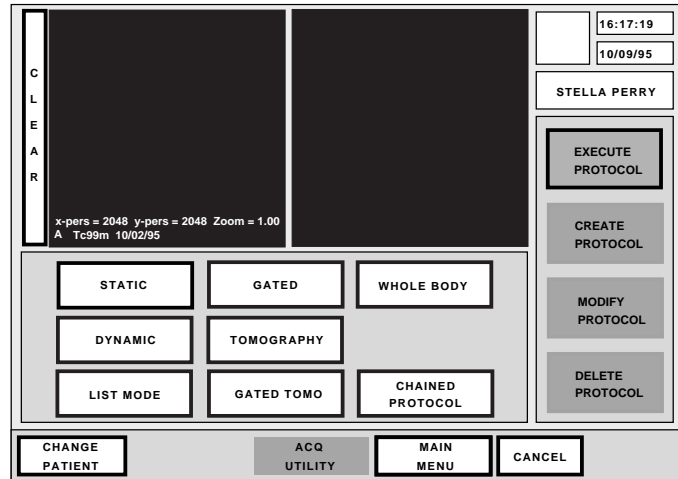 C
L
E
A
R
x-pers = 2048 y-pers = 2048 Zoom = 1.00
A Tc99m 10/02/95
16:17:19
10/09/95
STELLA PERRY
EXECUTE
PROTOCOL
CREATE
PROTOCOL
MODIFY
PROTOCOL
DELETE
PROTOCOL
STATIC
GATED
WHOLE BODY
DYNAMIC
TOMOGRAPHY
LIST MODE
GATED TOMO
CHAINED
PROTOCOL
CHANGE
PATIENT
ACQ
UTILITY
MAIN
MENU
CANCEL